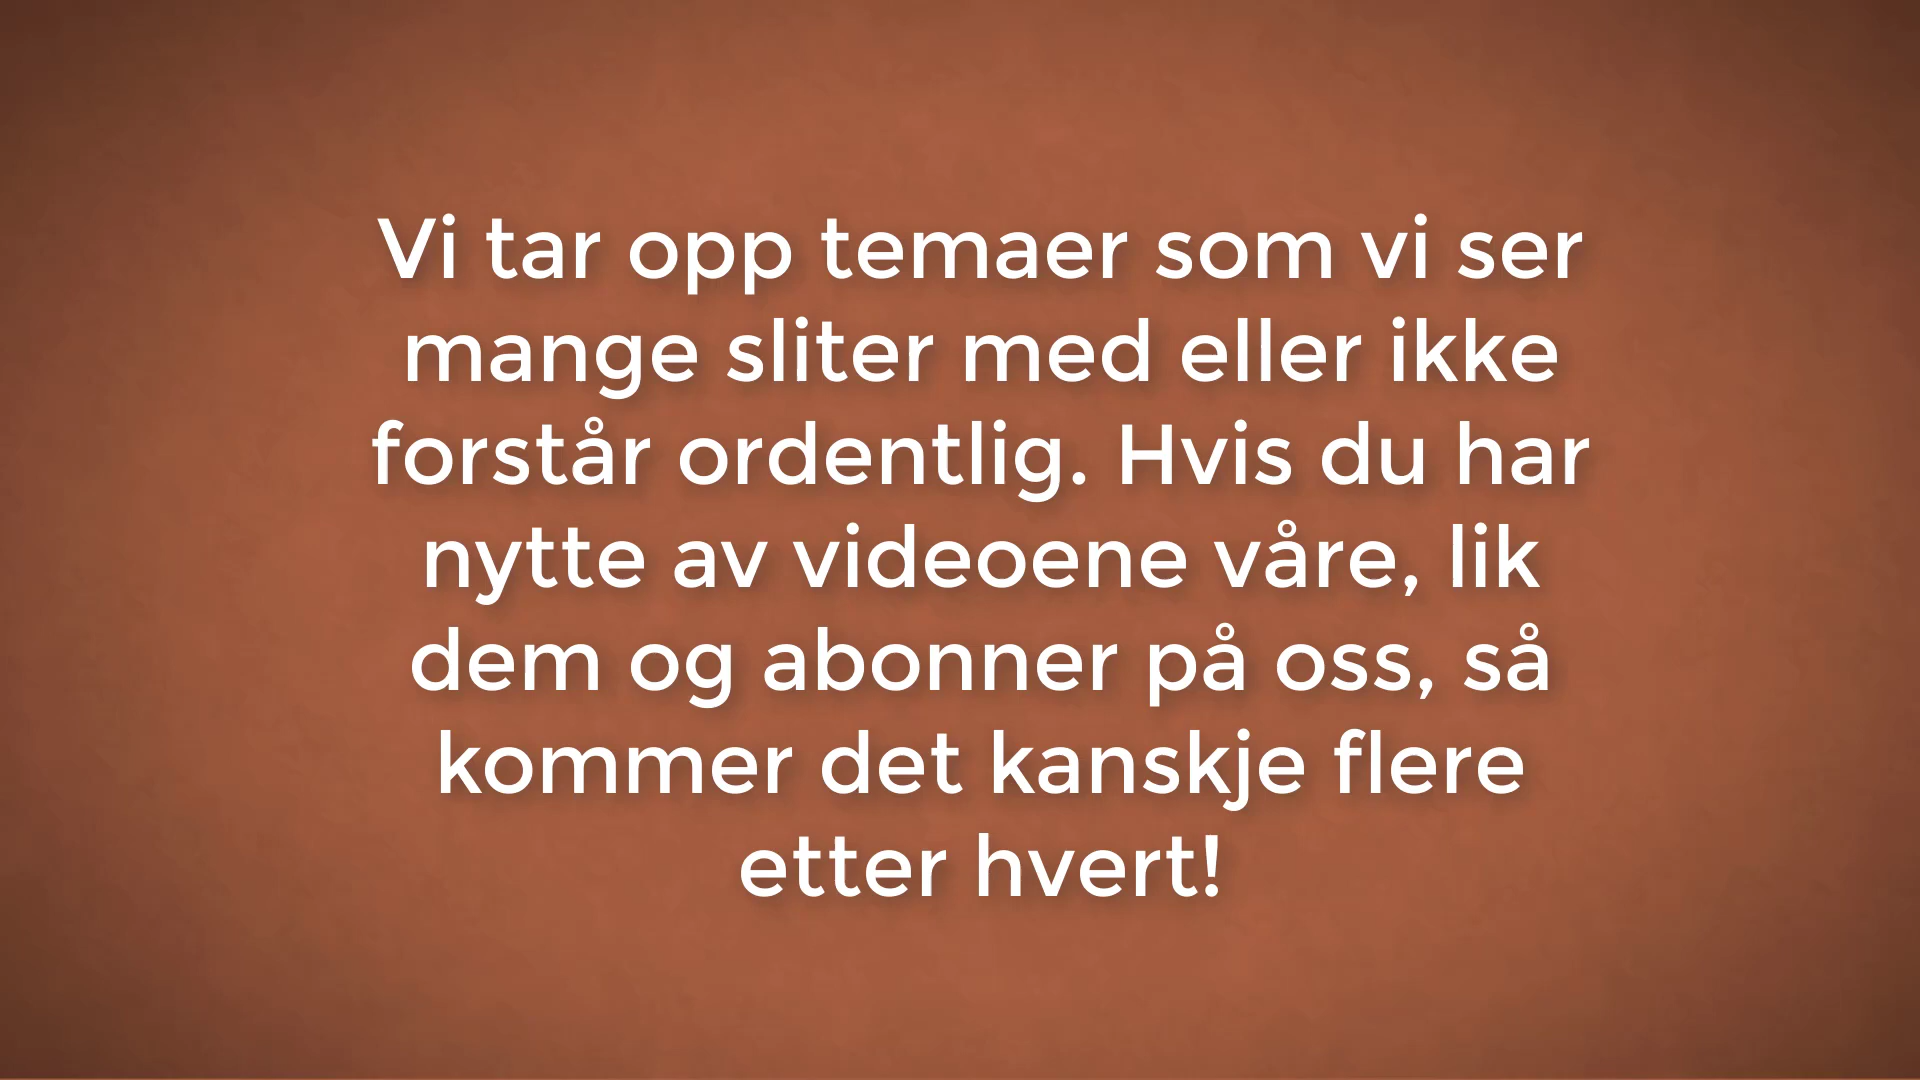 Vi tar opp temaer som vi ser
mange sliter med eller ikke
forstår ordentlig. Hvis du har
nytte av videoene våre, lik
dem og abonner på oss, så
kommer det kanskje flere
etter hvert!